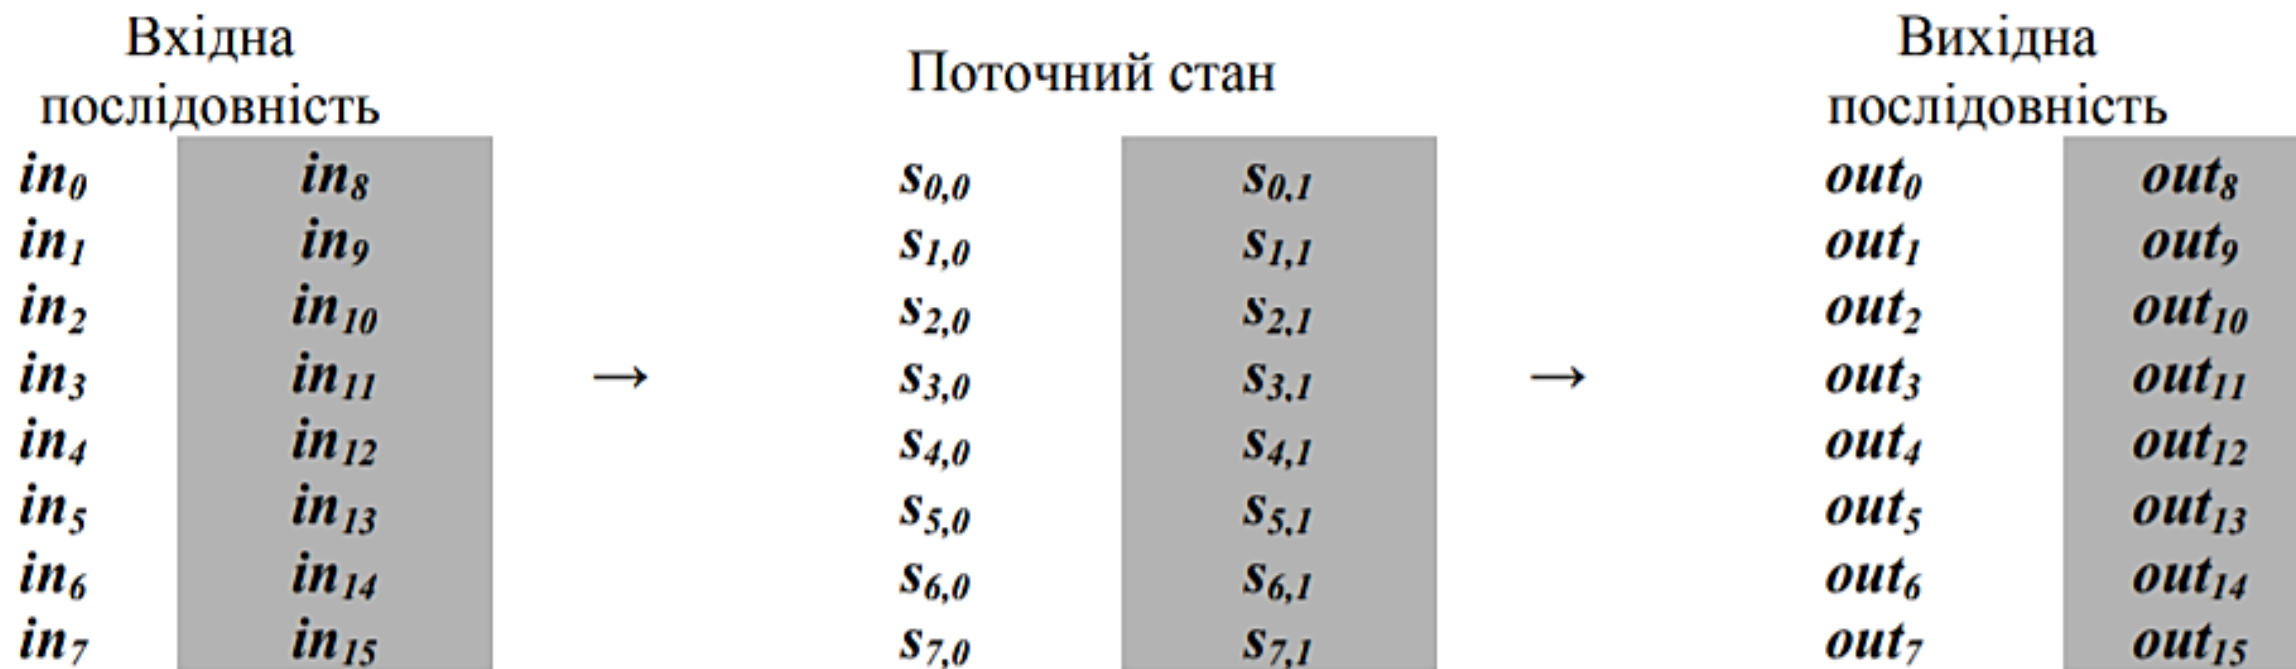 Вхідна послідовність
Поточний стан
Вихідна послідовність
in0 in8 s0,0 s0,1 out0 out8
in1 in9 s1,0 s1,1 out1 out9
in2 in10 s2,0 s2,1 out2 out10
in3 in11 → s3,0 s3,1 → out3 out11
in4 in12 s4,0 s4,1 out4 out12
in5 in13 s5,0 s5,1 out5 out13
in6 in14 s6,0 s6,1 out6 out14
in7 in15 s7,0 s7,1 out7 out15